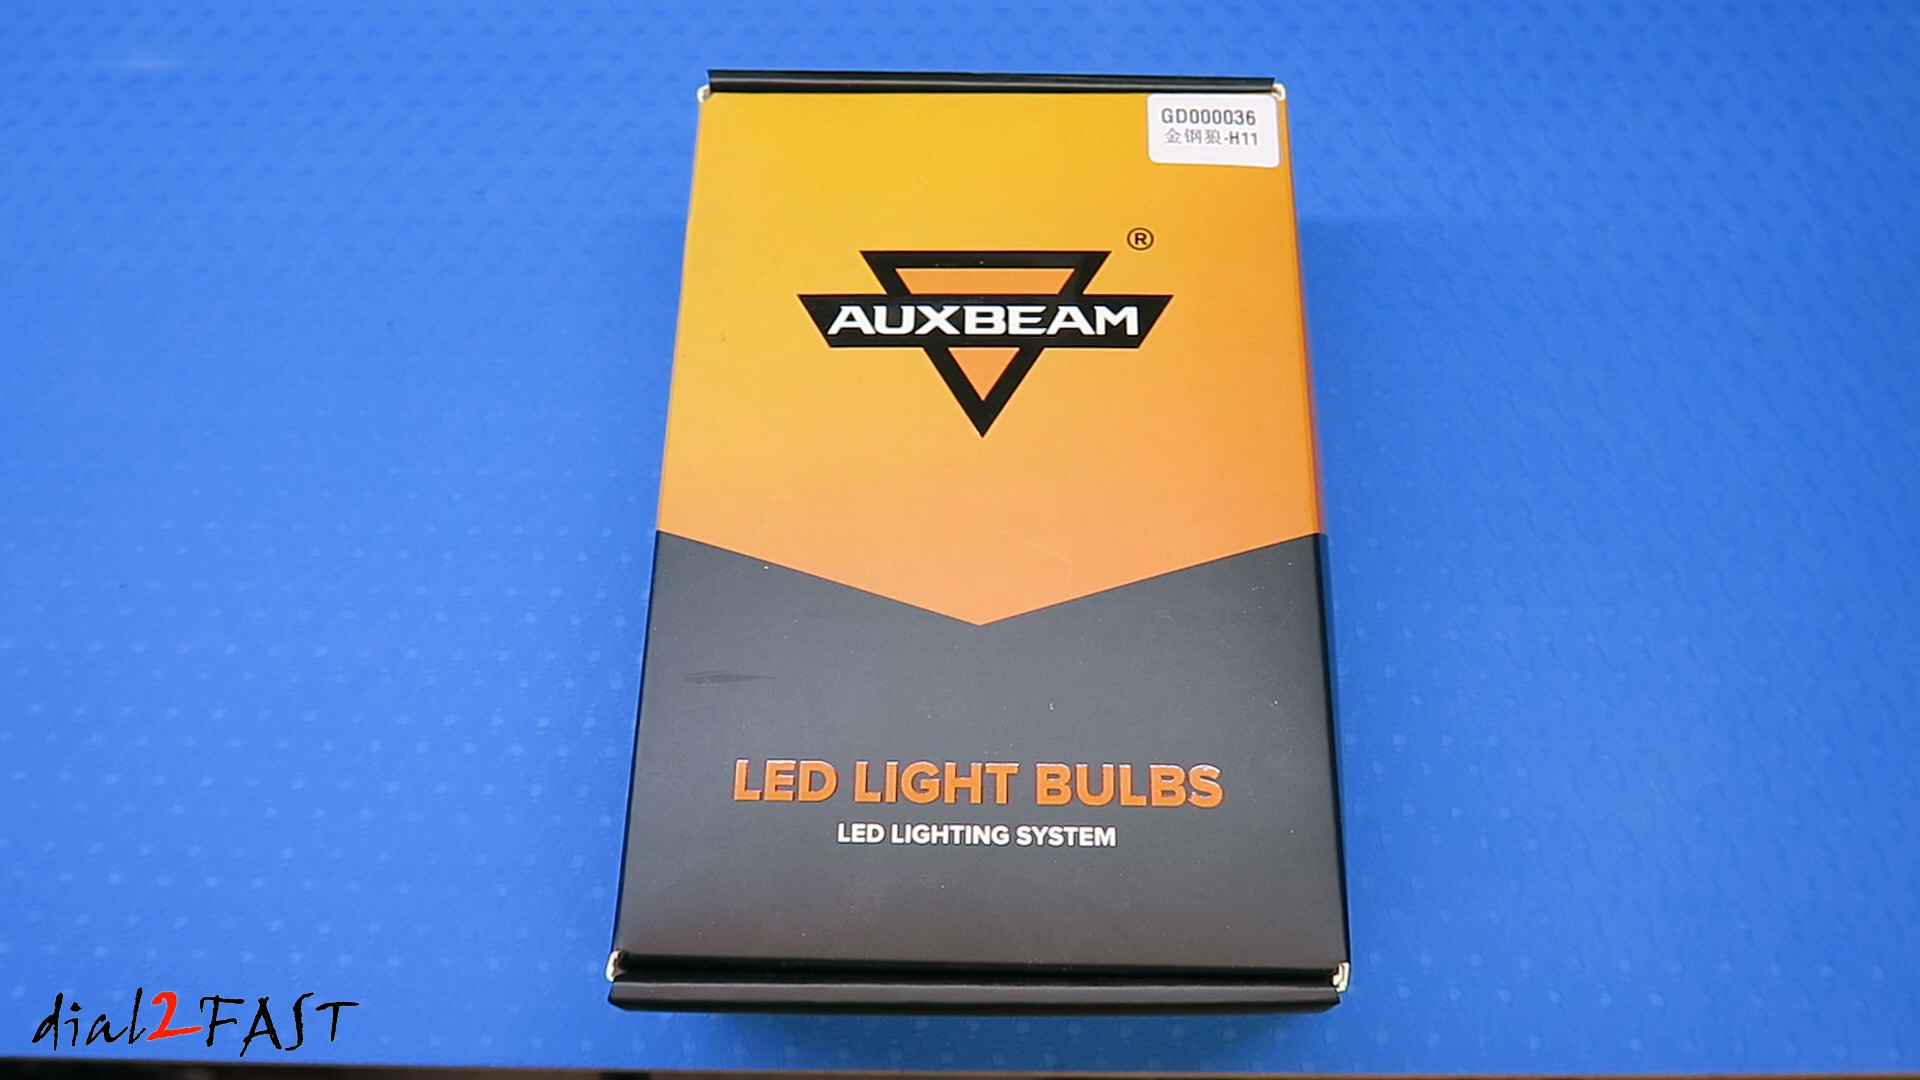 GD000036
金钢狼-H11
®
AUXBEAM
LED LIGHT BULBS
LED LIGHTING SYSTEM
dial2FAST